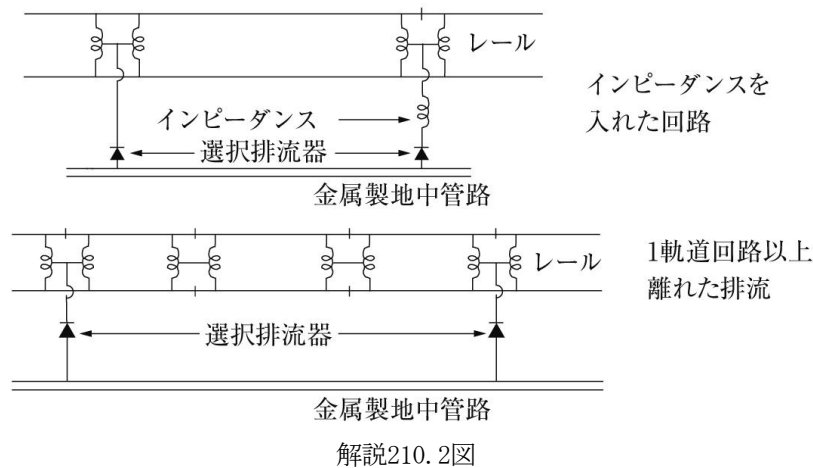 レール
インピーダンスを
入れた回路
インピーダンス
選択排流器
金属製地中管路
レール
1軌道回路以上
離れた排流
選択排流器
金属製地中管路
解説210.2図